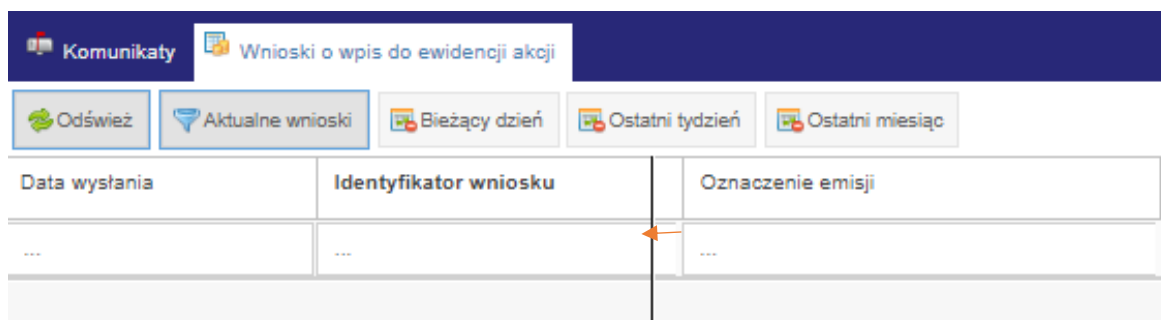 Komunikaty Wnioski o wpis do ewidencji akcji
Odśwież Aktualne wnioski Bieżący dzień Ostatni tydzień Ostatni miesiąc
Data wysłania Identyfikator wniosku Oznaczenie emisji
... ... ...